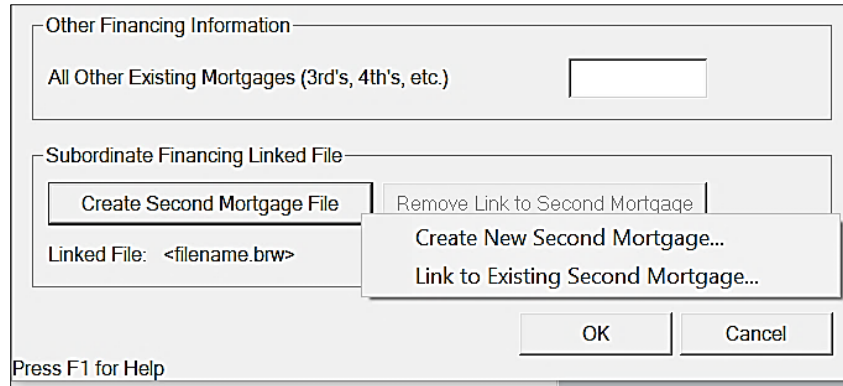 Other Financing Information
All Other Existing Mortgages (3rd's, 4th's, etc.)
Subordinate Financing Linked File
Create Second Mortgage File
Remove Link to Second Mortgage
Create New Second Mortgage...
Linked File: <filename.brw>
Link to Existing Second Mortgage...
OK
Cancel
Press F1 for Help